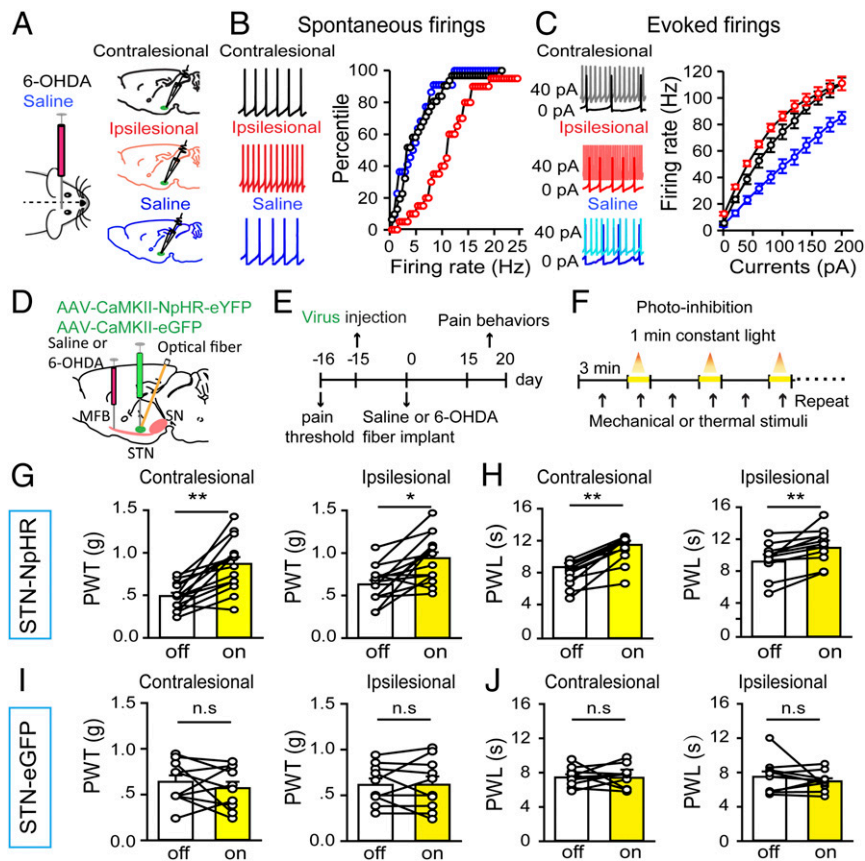 A
6-OHDA
Saline
Contralesional
Ipsilesional
Saline
B
Spontaneous firings
Contralesional
Ipsilesional
Saline
Percentile
100
80
60
40
20
0
0 5 10 15 20 25
Firing rate (Hz)
C
Evoked firings
Contralesional
40 pA
0 pA
Ipsilesional
40 pA
0 pA
Saline
40 pA
0 pA
Firing rate (Hz)
120
100
80
60
40
20
0
0 50 100 150 200
Currents (pA)
D
AAV-CaMKII-NpHR-eYFP
AAV-CaMKII-eGFP
Saline or
6-OHDA
Optical fiber
MFB
SN
STN
E
Virus injection
Pain behaviors
-16 -15 0 15 20 day
pain
threshold
Saline or 6-OHDA
fiber implant
F
Photo-inhibition
1 min constant light
3 min
Repeat
Mechanical or thermal stimuli
STN-NpHR
G
Contralesional
**
PWT (g)
1.5
1.0
0.5
0.0
off on
Ipsilesional
*
PWT (g)
1.5
1.0
0.5
0.0
off on
H
Contralesional
**
PWL (s)
16
12
8
4
0
off on
Ipsilesional
**
PWL (s)
16
12
8
4
0
off on
STN-eGFP
I
Contralesional
n.s
PWT (g)
1.5
1.0
.5
0.0
off on
Ipsilesional
n.s
PWT (g)
1.5
1.0
.5
0.0
off on
J
Contralesional
n.s
PWL (s)
16
12
8
4
0
off on
Ipsilesional
n.s
PWL (s)
16
12
8
4
0
off on